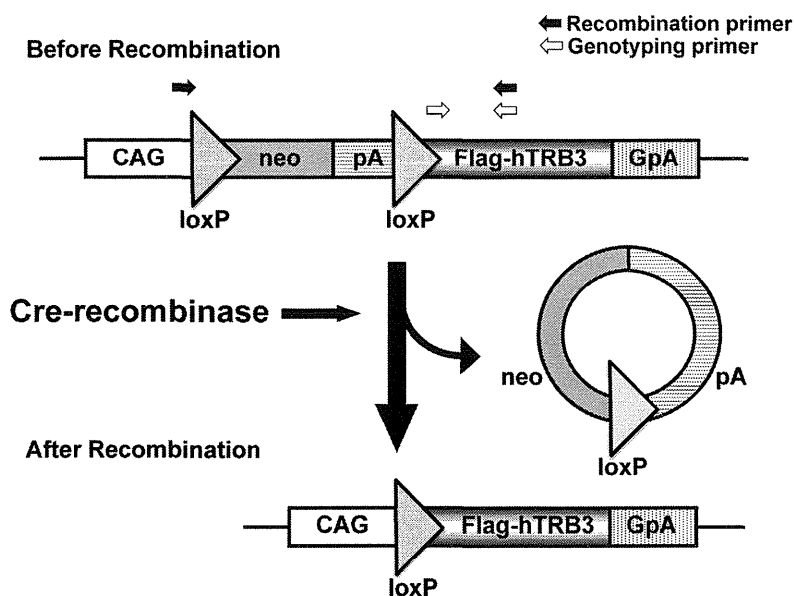 Recombination primer
Genotyping primer
Before Recombination
CAG
neo
pA
Flag-hTRB3
GpA
loxP
loxP
Cre-recombinase
neo
pA
loxP
After Recombination
CAG
Flag-hTRB3
GpA
loxP